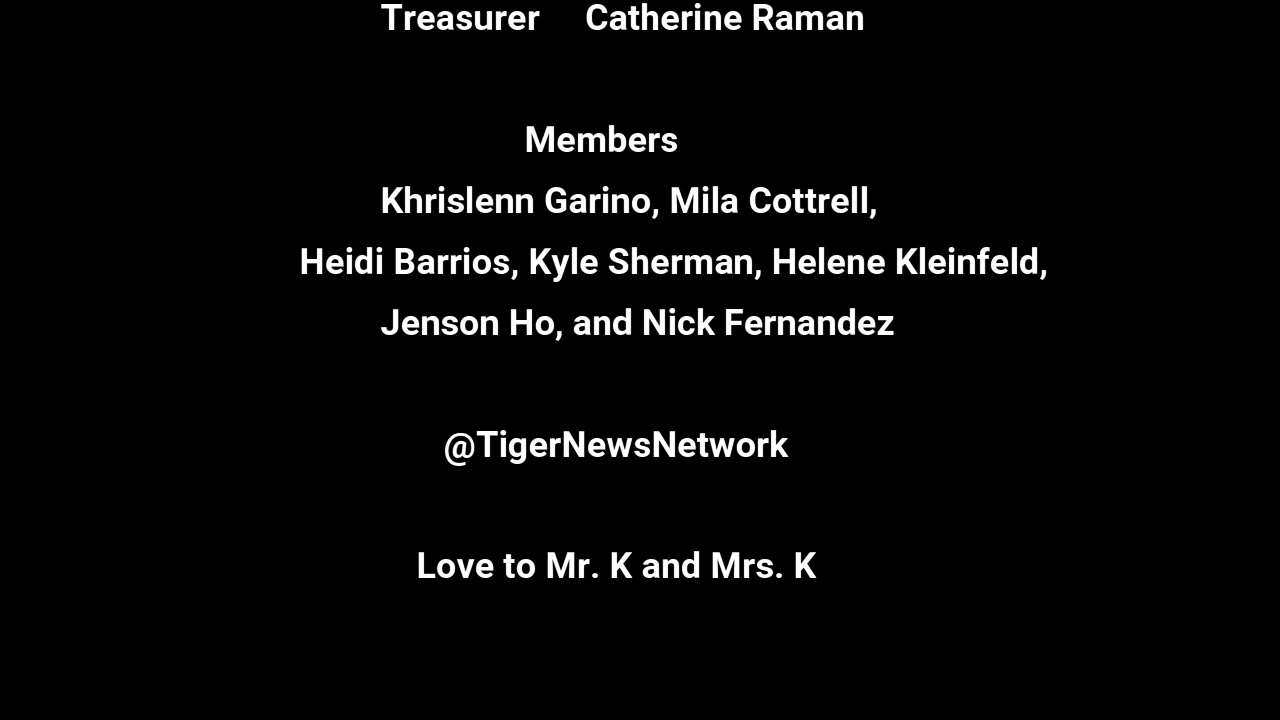 Treasurer Catherine Raman
Members
Khrislenn Garino, Mila Cottrell,
Heidi Barrios, Kyle Sherman, Helene Kleinfeld,
Jenson Ho, and Nick Fernandez
@TigerNewsNetwork
Love to Mr. K and Mrs. K